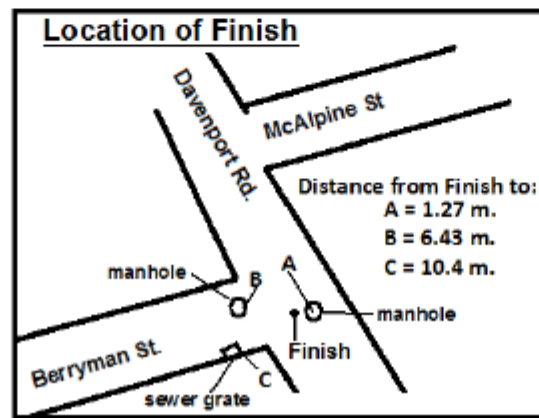 Location of Finish
Davenport Rd.
McAlpine St
Distance from Finish to:
A = 1.27 m.
B = 6.43 m.
C = 10.4 m.
manhole
B
A
manhole
Finish
Berryman St.
C
sewer grate